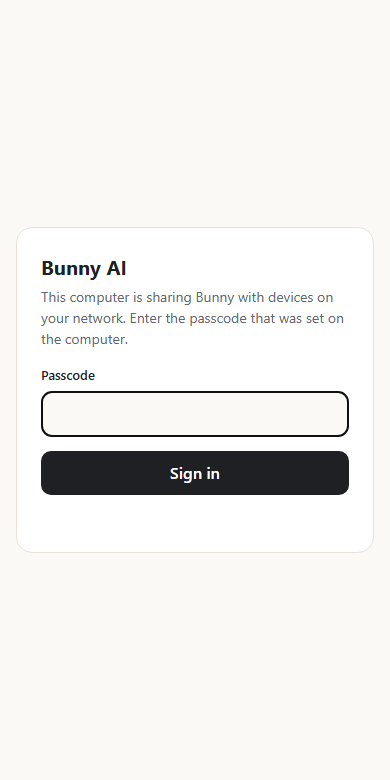 Bunny AI
This computer is sharing Bunny with devices on
your network. Enter the passcode that was set on
the computer.
Passcode
Sign in